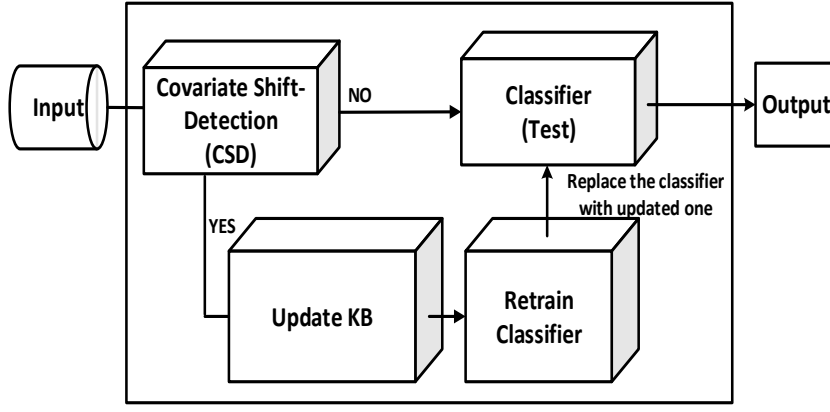 Input
Covariate Shift-
Detection
(CSD)
NO
Classifier
(Test)
Output
Replace the classifier
with updated one
YES
Update KB
Retrain
Classifier